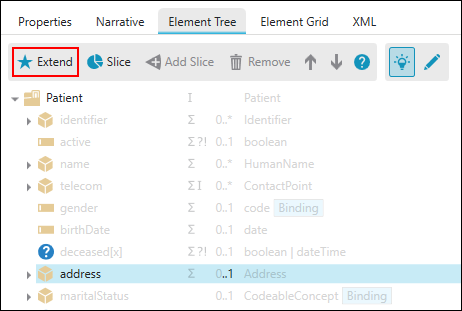 Properties Narrative Element Tree Element Grid XML
Extend Slice Add Slice Remove
Patient I Patient
identifier Σ 0..* Identifier
active Σ ?! 0..1 boolean
name Σ 0..* HumanName
telecom Σ I 0..* ContactPoint
gender Σ 0..1 code Binding
birthDate Σ 0..1 date
deceased[x] Σ ?! 0..1 boolean | dateTime
address Σ 0..1 Address
maritalStatus 0..1 CodeableConcept Binding